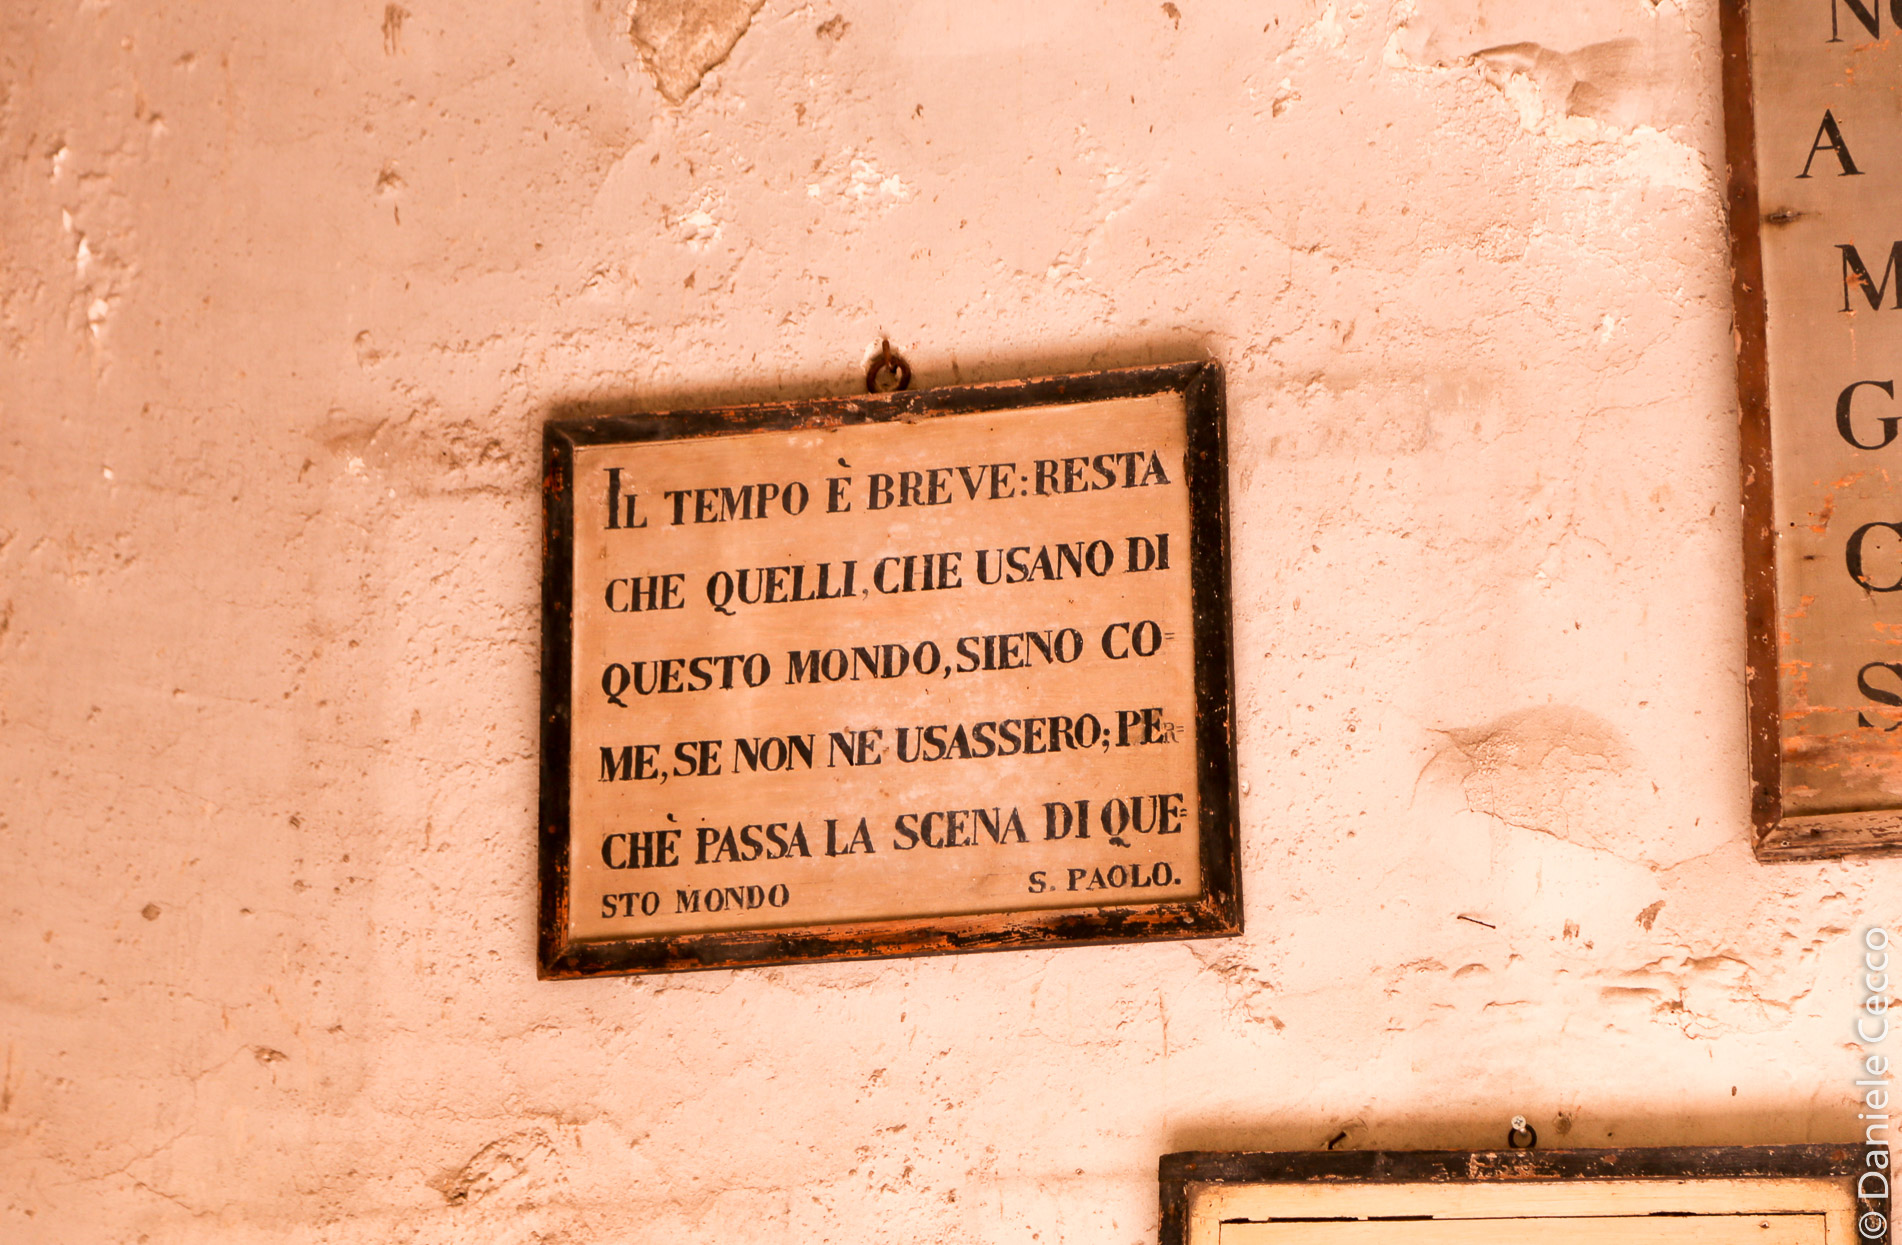 IL TEMPO È BREVE: RESTA
CHE QUELLI, CHE USANO DI
QUESTO MONDO, SIENO CO=
ME, SE NON NE USASSERO; PER=
CHÈ PASSA LA SCENA DI QUE=
STO MONDO
S. PAOLO.
A
M
G
C
S
© Daniele Cecco